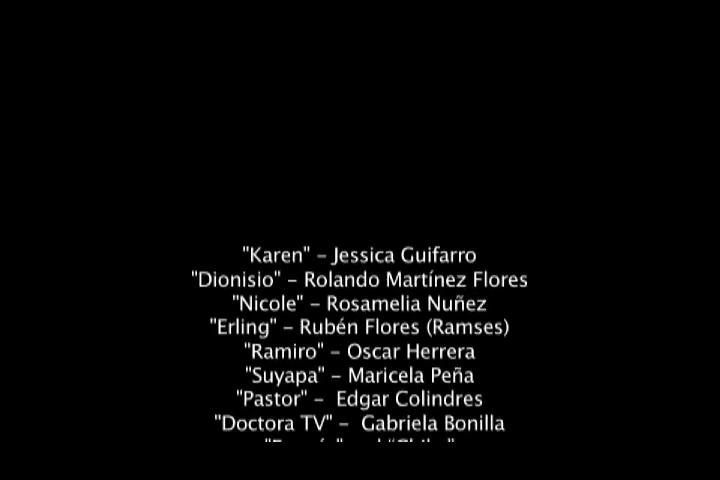 "Karen" – Jessica Guifarro
"Dionisio" – Rolando Martínez Flores
"Nicole" – Rosamelia Nuñez
"Erling" – Rubén Flores (Ramses)
"Ramiro" – Oscar Herrera
"Suyapa" – Maricela Peña
"Pastor" –  Edgar Colindres
"Doctora TV" –  Gabriela Bonilla